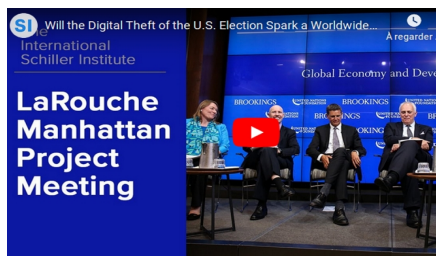 SI
Will the Digital Theft of the U.S. Election Spark a Worldwide...
À regarder
The
International
Schiller Institute
LaRouche
Manhattan
Project
Meeting
Global Economy and Deve
BROOKINGS
BROOKINGS
BROOKINGS
BROOKINGS